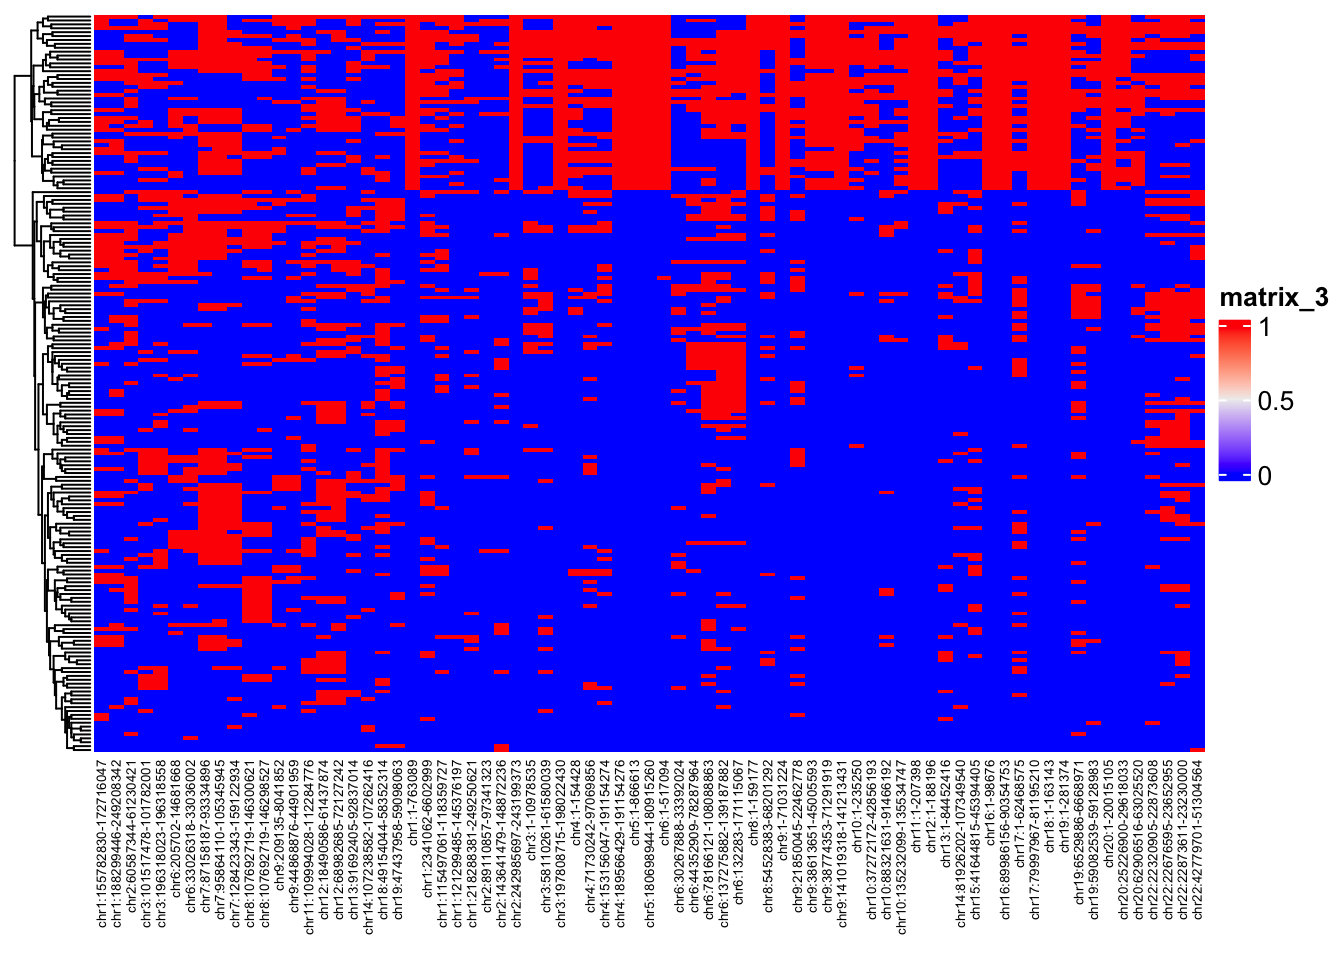 matrix_3
1
0.5
0
chr1:155782830-172716047
chr1:188299446-249208342
chr2:60587344-61230421
chr3:101517478-101782001
chr3:196318023-196318558
chr6:205702-14681668
chr6:33026318-33036002
chr7:87158187-93334896
chr7:95864110-105345945
chr7:128423343-159122934
chr8:107692719-146300621
chr8:107692719-146298527
chr9:209135-8041852
chr9:44868876-44901959
chr11:109994028-112284776
chr12:18490586-61437874
chr12:68982685-72127242
chr13:91692405-92837014
chr14:107238582-107262416
chr18:49154044-58352314
chr19:47437958-59098063
chr1:1-763089
chr1:2341062-6602999
chr1:115497061-118359727
chr1:121299485-145376197
chr1:218288381-249250621
chr2:89110857-97341323
chr2:143641479-148872236
chr2:242985697-243199373
chr3:1-10978535
chr3:58110261-61580039
chr3:197808715-198022430
chr4:1-154428
chr4:71730242-97069856
chr4:153156047-191154274
chr4:189566429-191154276
chr5:1-866613
chr5:180698944-180915260
chr6:1-517094
chr6:30267888-33392024
chr6:44352909-78287964
chr6:78166121-108088863
chr6:137275882-139187882
chr6:132283-171115067
chr8:1-159177
chr8:54528383-68201292
chr9:1-71031224
chr9:21850045-22462778
chr9:38613651-45005593
chr9:38774353-71291919
chr9:141019318-141213431
chr10:1-235250
chr10:37272172-42856193
chr10:88321631-91466192
chr10:135232099-135534747
chr11:1-207398
chr12:1-188196
chr13:1-84452416
chr14:81926202-107349540
chr15:41644815-45394405
chr16:1-98676
chr16:89986156-90354753
chr17:1-62468575
chr17:79997967-81195210
chr18:1-163143
chr19:1-281374
chr19:6529886-6668971
chr19:59082539-59128983
chr20:1-20015105
chr20:25226900-29618033
chr20:62906516-63025520
chr22:22320905-22873608
chr22:22676595-23652955
chr22:22873611-23230000
chr22:42779701-51304564